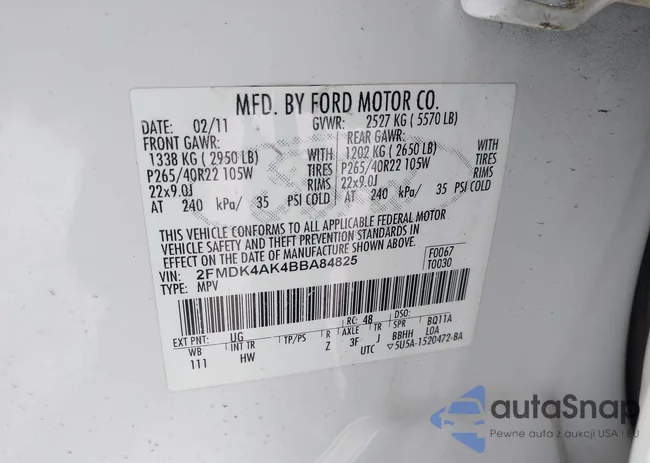 MFD. BY FORD MOTOR CO.
DATE: 02/11 GVWR: 2527 KG ( 5570 LB)
FRONT GAWR: REAR GAWR:
1338 KG ( 2950 LB) WITH 1202 KG ( 2650 LB) WITH
P265/40R22 105W TIRES P265/40R22 105W TIRES
22x9.0J RIMS 22x9.0J RIMS
AT 240 kPa/ 35 PSI COLD AT 240 kPa/ 35 PSI COLD
THIS VEHICLE CONFORMS TO ALL APPLICABLE FEDERAL MOTOR
VEHICLE SAFETY AND THEFT PREVENTION STANDARDS IN
EFFECT ON THE DATE OF MANUFACTURE SHOWN ABOVE.
VIN: 2FMDK4AK4BBA84825 F0067
TYPE: MPV T0030
RC: 48 DSO:
EXT PNT: UG TP/PS R AXLE TR SPR BQ11A
WB INT TR Z 3F J BBHH LOA
111 HW UTC ▽5U5A-1520472-BA
autaSnap
Pewne auta z aukcji USA i EU